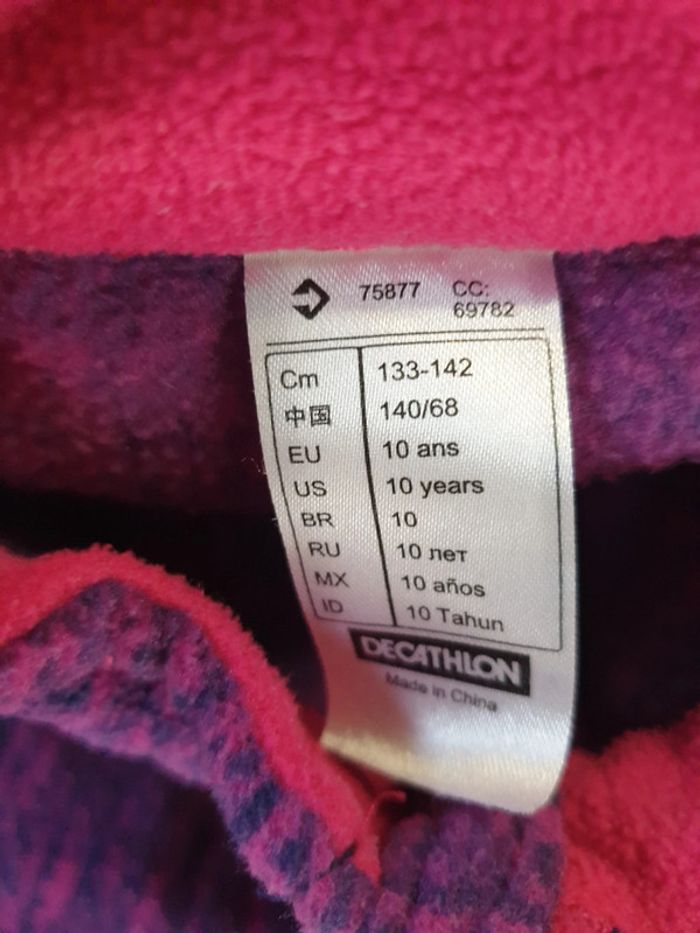 75877 CC:
69782
Cm 133-142
中国 140/68
EU 10 ans
US 10 years
BR 10
RU 10 лет
MX 10 años
ID 10 Tahun
DECATHLON
Made in China